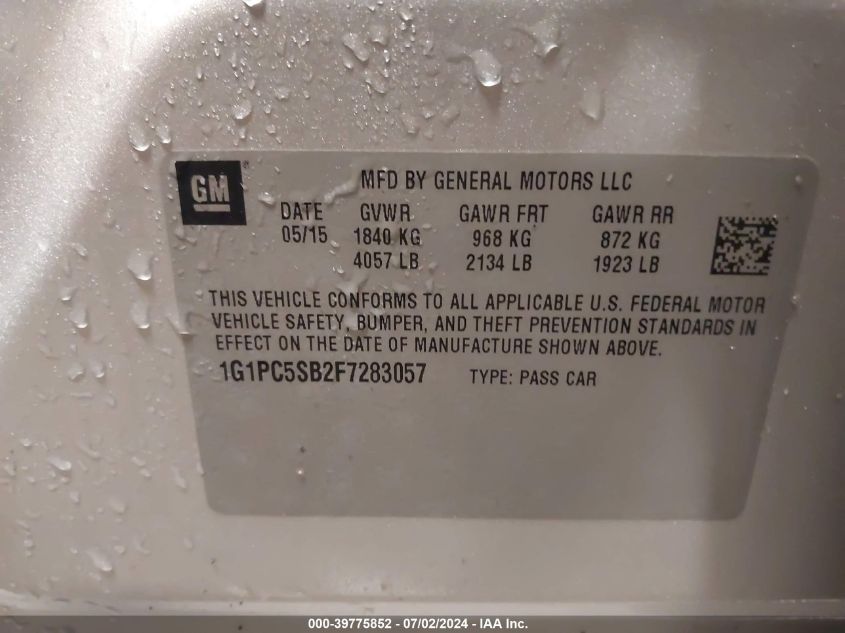 GM ®
MFD BY GENERAL MOTORS LLC
DATE GVWR GAWR FRT GAWR RR
05/15 1840 KG 968 KG 872 KG
4057 LB 2134 LB 1923 LB
THIS VEHICLE CONFORMS TO ALL APPLICABLE U.S. FEDERAL MOTOR
VEHICLE SAFETY, BUMPER, AND THEFT PREVENTION STANDARDS IN
EFFECT ON THE DATE OF MANUFACTURE SHOWN ABOVE.
1G1PC5SB2F7283057 TYPE: PASS CAR
000-39775852 - 07/02/2024 - IAA Inc.